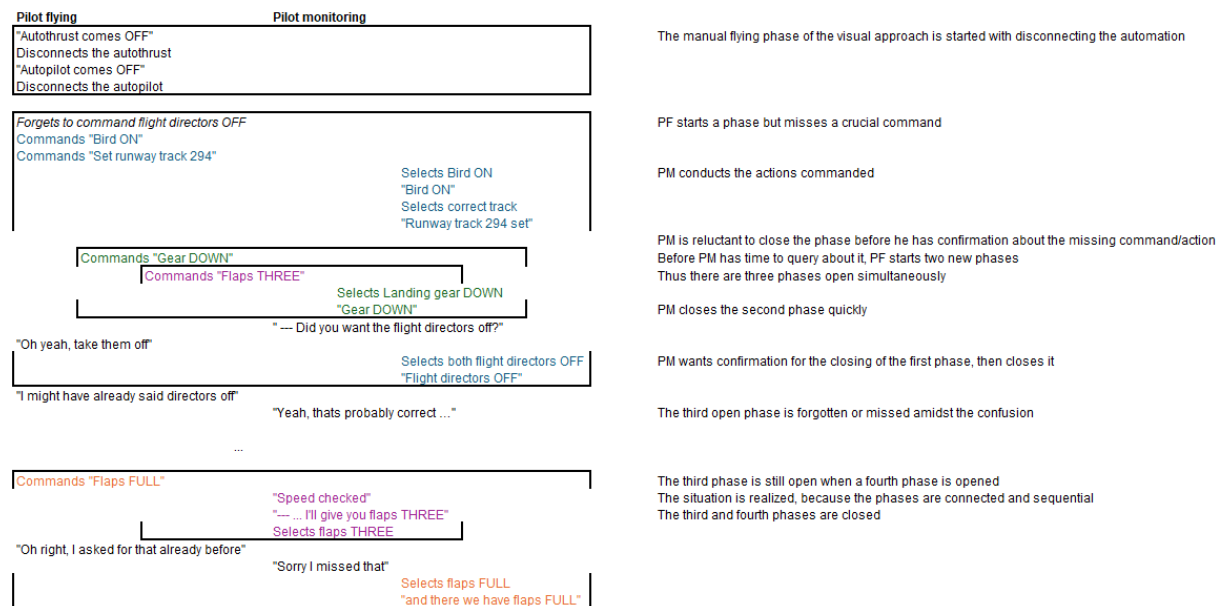 Pilot flying Pilot monitoring
"Autothrust comes OFF" The manual flying phase of the visual approach is started with disconnecting the automation
Disconnects the autothrust
"Autopilot comes OFF"
Disconnects the autopilot
Forgets to command flight directors OFF PF starts a phase but misses a crucial command
Commands "Bird ON"
Commands "Set runway track 294"
Selects Bird ON PM conducts the actions commanded
"Bird ON"
Selects correct track
"Runway track 294 set"
PM is reluctant to close the phase before he has confirmation about the missing command/action
Commands "Gear DOWN" Before PM has time to query about it, PF starts two new phases
Commands "Flaps THREE" Thus there are three phases open simultaneously
Selects Landing gear DOWN
"Gear DOWN" PM closes the second phase quickly
" --- Did you want the flight directors off?"
"Oh yeah, take them off"
Selects both flight directors OFF PM wants confirmation for the closing of the first phase, then closes it
"Flight directors OFF"
"I might have already said directors off"
"Yeah, thats probably correct ..." The third open phase is forgotten or missed amidst the confusion
...
Commands "Flaps FULL" The third phase is still open when a fourth phase is opened
"Speed checked" The situation is realized, because the phases are connected and sequential
"--- ... I'll give you flaps THREE" The third and fourth phases are closed
Selects flaps THREE
"Oh right, I asked for that already before"
"Sorry I missed that"
Selects flaps FULL
"and there we have flaps FULL"